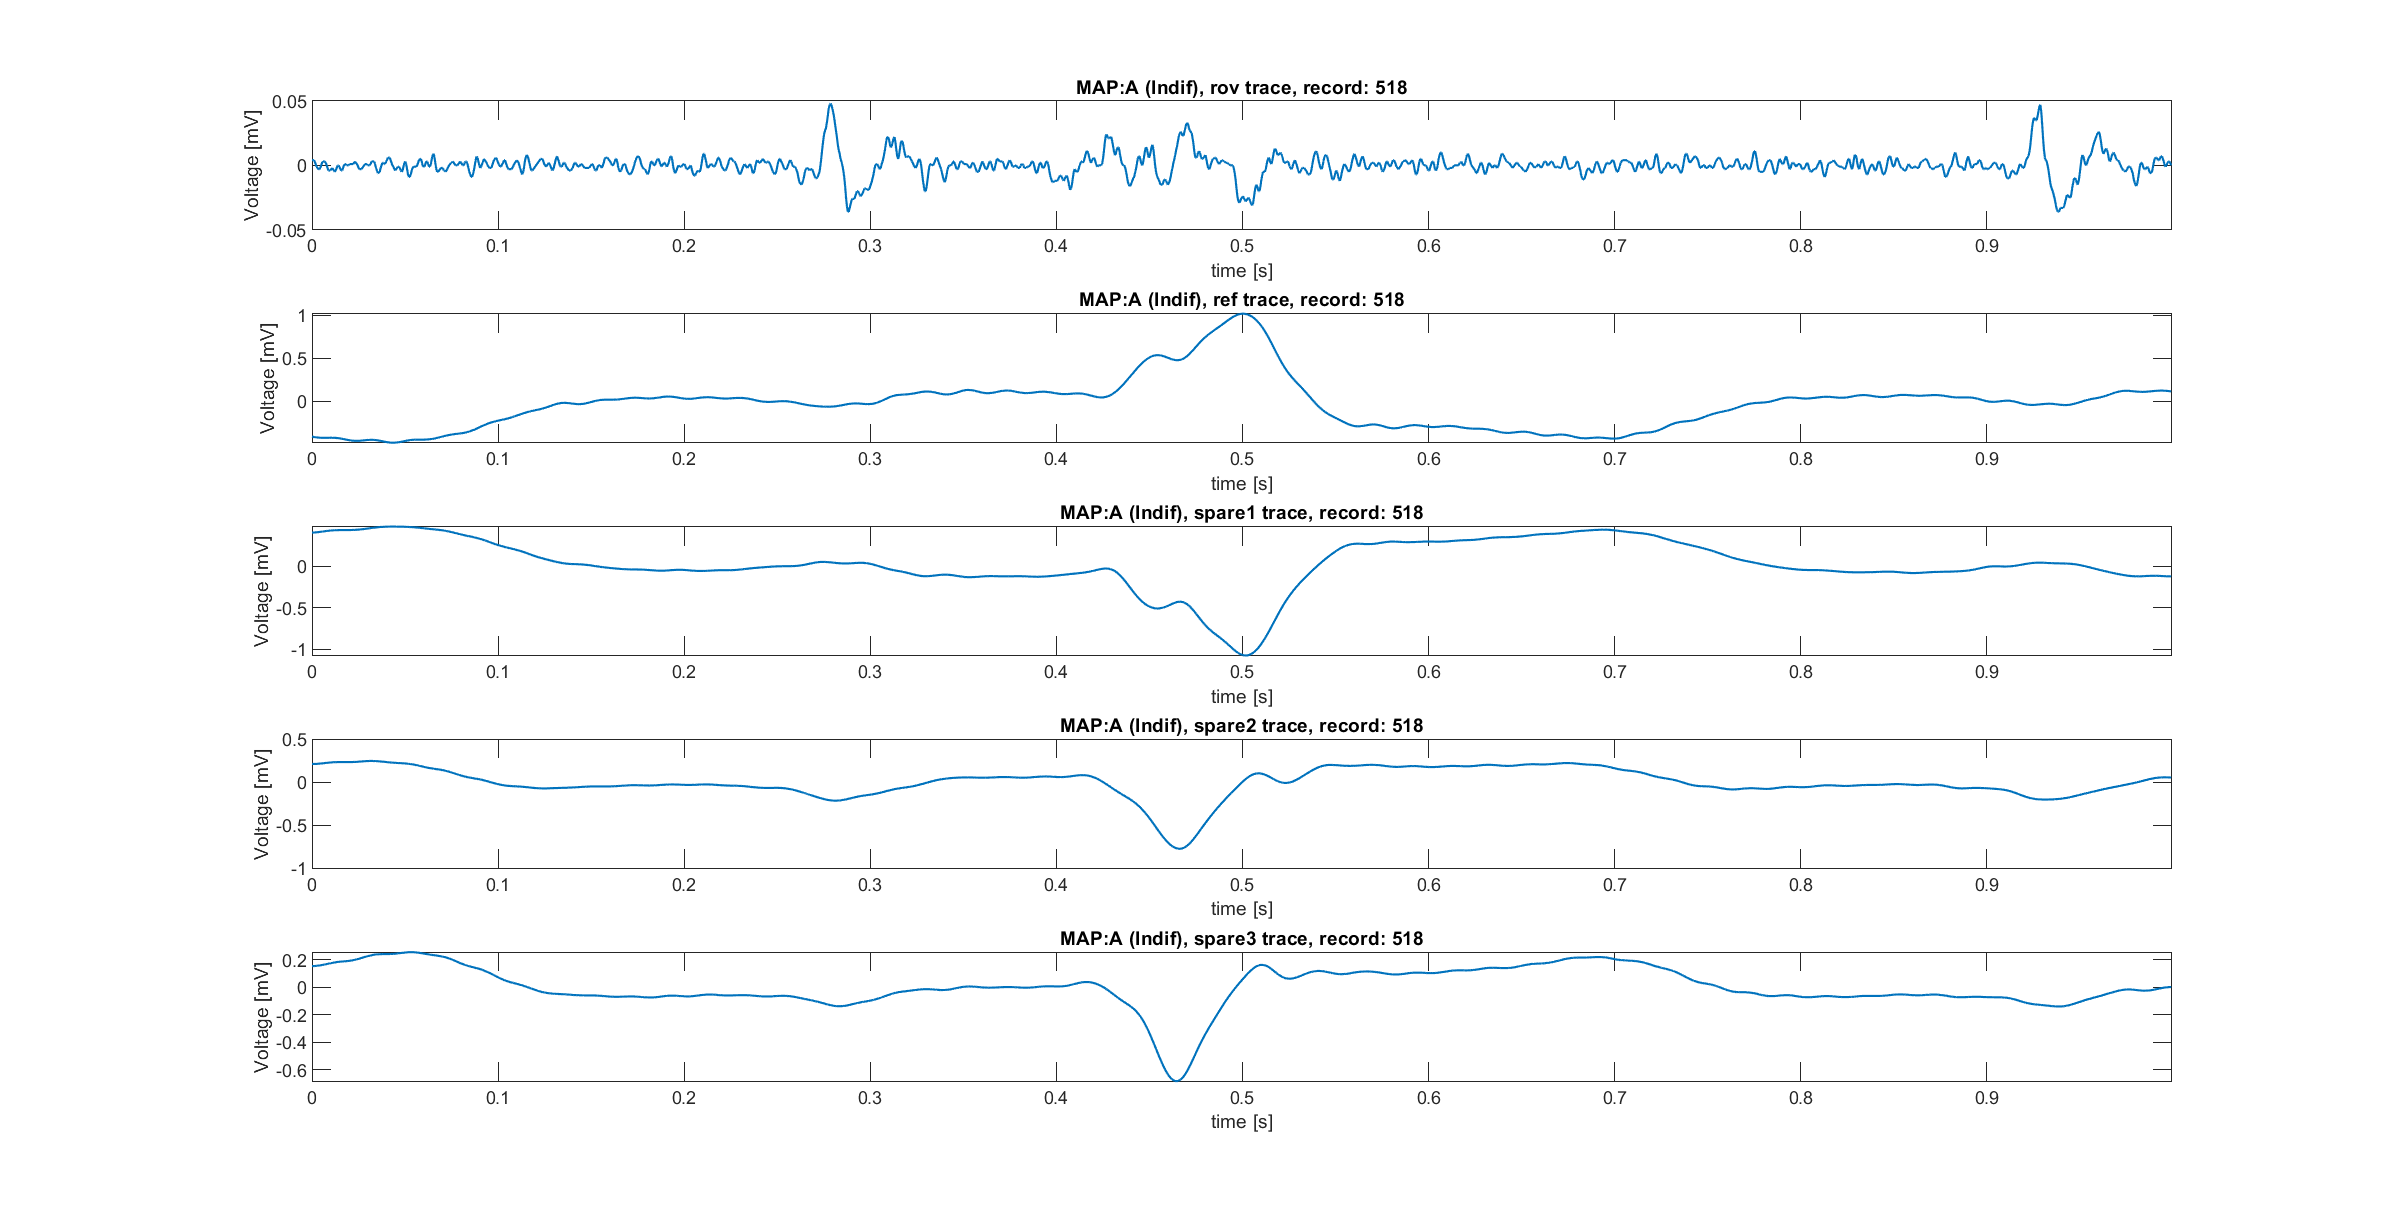 MAP:A (Indif), rov trace, record: 518
Voltage [mV]
0.05
0
-0.05
0 0.1 0.2 0.3 0.4 0.5 0.6 0.7 0.8 0.9
time [s]
MAP:A (Indif), ref trace, record: 518
Voltage [mV]
1
0.5
0
0 0.1 0.2 0.3 0.4 0.5 0.6 0.7 0.8 0.9
time [s]
MAP:A (Indif), spare1 trace, record: 518
Voltage [mV]
0
-0.5
-1
0 0.1 0.2 0.3 0.4 0.5 0.6 0.7 0.8 0.9
time [s]
MAP:A (Indif), spare2 trace, record: 518
Voltage [mV]
0.5
0
-0.5
-1
0 0.1 0.2 0.3 0.4 0.5 0.6 0.7 0.8 0.9
time [s]
MAP:A (Indif), spare3 trace, record: 518
Voltage [mV]
0.2
0
-0.2
-0.4
-0.6
0 0.1 0.2 0.3 0.4 0.5 0.6 0.7 0.8 0.9
time [s]